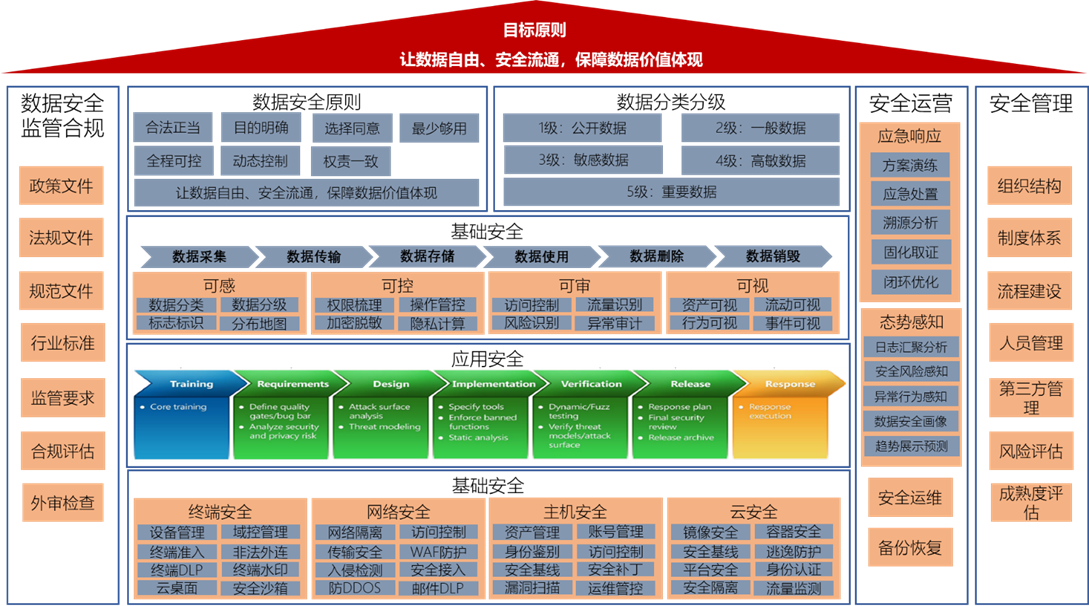 目标原则
让数据自由、安全流通，保障数据价值体现
数据安全
监管合规
政策文件
法规文件
规范文件
行业标准
监管要求
合规评估
外审检查
数据安全原则
合法正当
目的明确
选择同意
最少够用
全程可控
动态控制
权责一致
让数据自由、安全流通，保障数据价值体现
数据分类分级
1级：公开数据
2级：一般数据
3级：敏感数据
4级：高敏数据
5级：重要数据
基础安全
数据采集
数据传输
数据存储
数据使用
数据删除
数据销毁
可感
数据分类
数据分级
标志标识
分布地图
可控
权限梳理
操作管控
加密脱敏
隐私计算
可审
访问控制
流量识别
风险识别
异常审计
可视
资产可视
流动可视
行为可视
事件可视
应用安全
Training
• Core training
Requirements
• Define quality
gates/bug bar
• Analyze security
and privacy risk
Design
• Attack surface
analysis
• Threat modeling
Implementation
• Specify tools
• Enforce banned
functions
• Static analysis
Verification
• Dynamic/Fuzz
testing
• Verify threat
models/attack
surface
Release
• Response plan
• Final security
review
• Release archive
Response
• Response
execution
基础安全
终端安全
设备管理
域控管理
终端准入
非法外连
终端DLP
终端水印
云桌面
安全沙箱
网络安全
网络隔离
访问控制
传输安全
WAF防护
入侵检测
安全接入
防DDOS
邮件DLP
主机安全
资产管理
账号管理
身份鉴别
访问控制
安全基线
安全补丁
漏洞扫描
运维管控
云安全
镜像安全
容器安全
安全基线
逃逸防护
平台安全
身份认证
安全隔离
流量监测
安全运营
应急响应
方案演练
应急处置
溯源分析
固化取证
闭环优化
态势感知
日志汇聚分析
安全风险感知
异常行为感知
数据安全画像
趋势展示预测
安全运维
备份恢复
安全管理
组织结构
制度体系
流程建设
人员管理
第三方管
理
风险评估
成熟度评
估